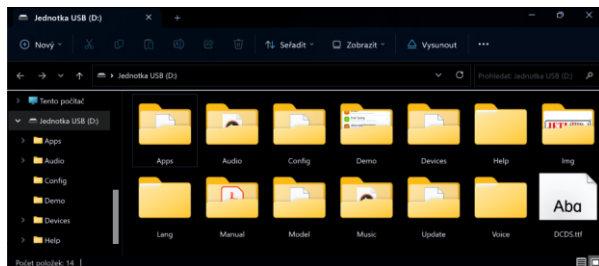 Jednotka USB (D:)
Nový
Seřadit
Zobrazit
Vysunout
Jednotka USB (D:)
Prohledat: Jednotka USB (D:)
Tento počítač
Jednotka USB (D:)
Apps
Audio
Config
Demo
Devices
Help
Apps
Audio
Config
Demo
Devices
Help
Img
Lang
Manual
Model
Music
Update
Voice
Aba
DCDS.ttf
Počet položek: 14